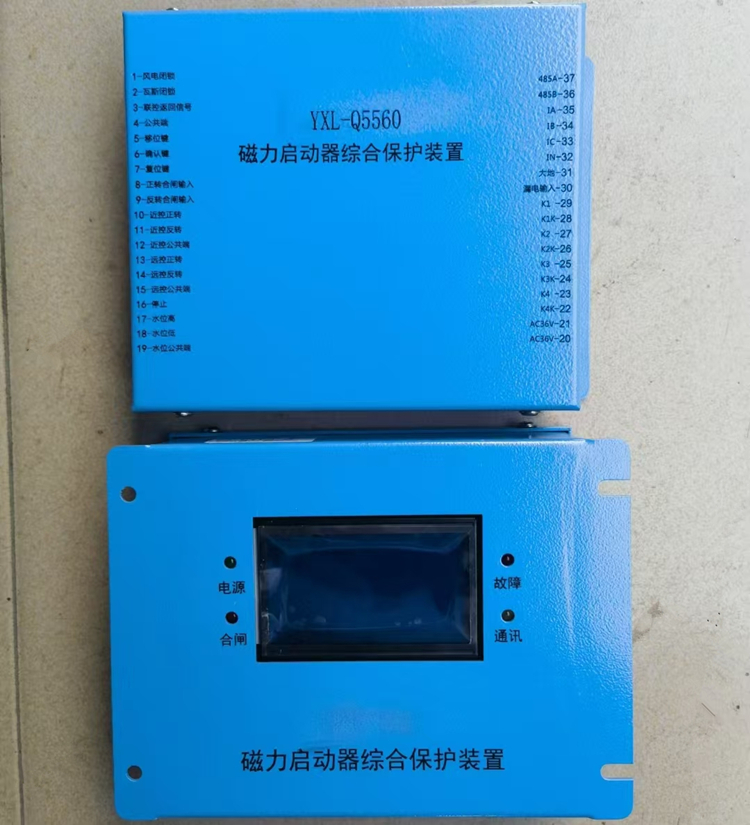 YXL-Q5560
磁力启动器综合保护装置
1-风电闭锁
2-瓦斯闭锁
3-联控返回信号
4-公共端
5-移位键
6-确认键
7-复位键
8-正转合闸输入
9-反转合闸输入
10-近控正转
11-近控反转
12-近控公共端
13-远控正转
14-远控反转
15-远控公共端
16-停止
17-水位高
18-水位低
19-水位公共端
485A-37
485B-36
IA-35
IB-34
IC-33
IN-32
大地-31
漏电输入-30
K1-29
K1K-28
K2-27
K2K-26
K3-25
K3K-24
K4-23
K4K-22
AC36V-21
AC36V-20
电源
合闸
故障
通讯
磁力启动器综合保护装置